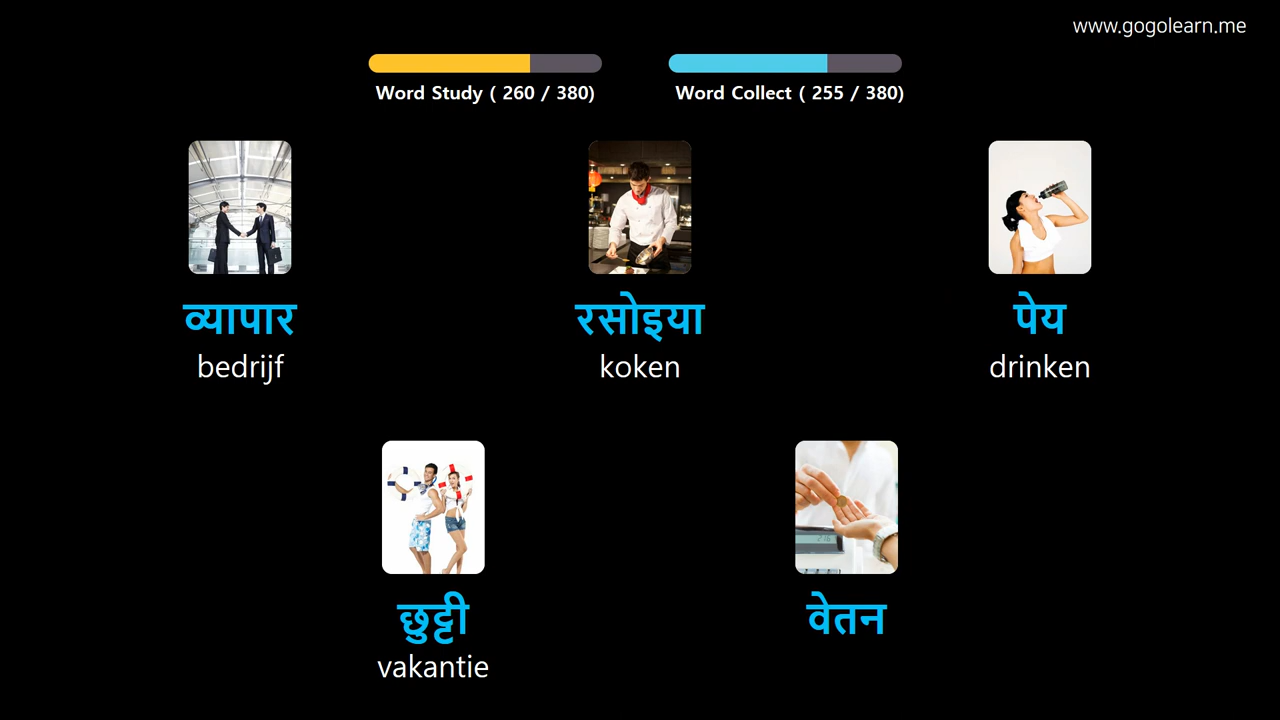 www.gogolearn.me
Word Study ( 260 / 380)
Word Collect ( 255 / 380)
व्यापार
bedrijf
रसोइया
koken
पेय
drinken
छुट्टी
vakantie
वेतन